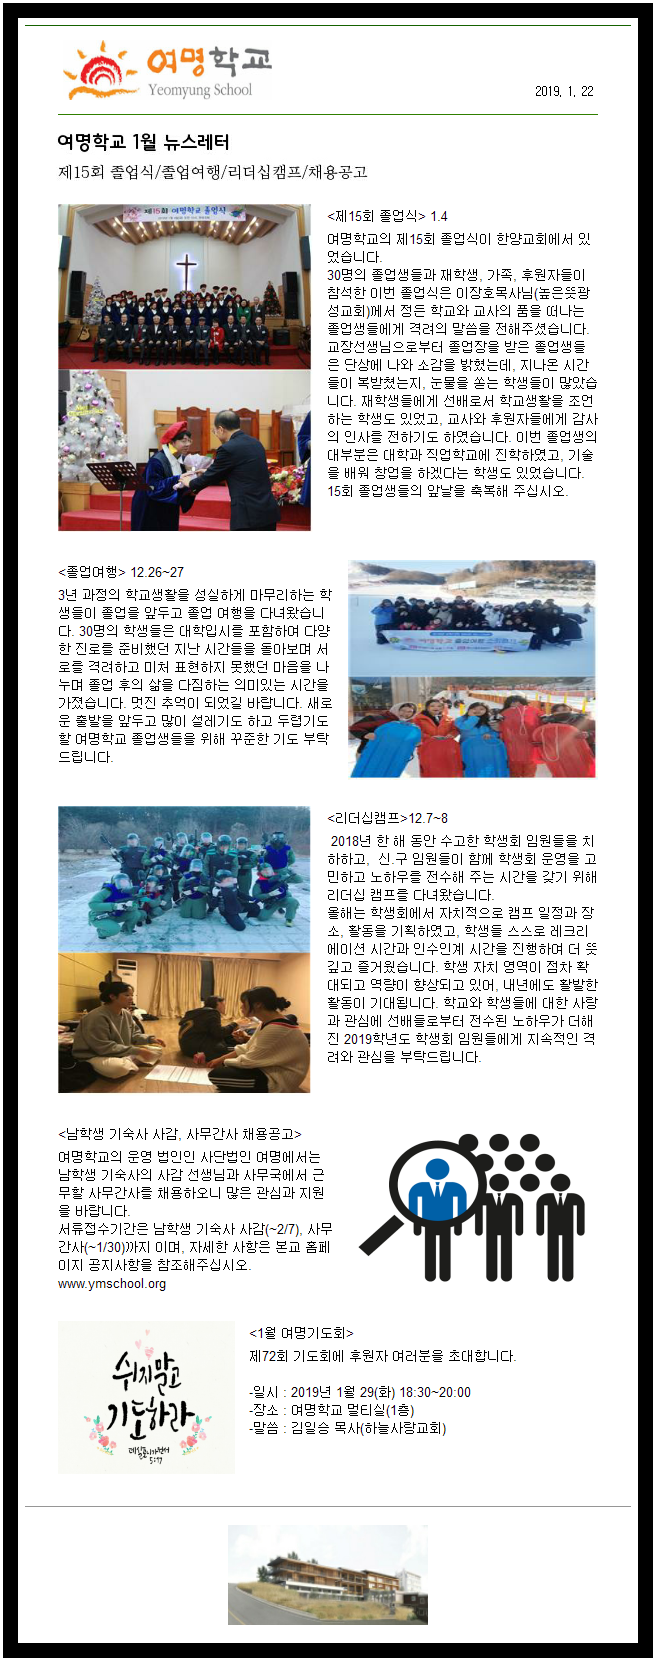 여명학교
Yeomyung School
2019. 1. 22
여명학교 1월 뉴스레터
제15회 졸업식/졸업여행/리더십캠프/채용공고
제15회 여명학교 졸업식
<제15회 졸업식> 1.4
여명학교의 제15회 졸업식이 한양교회에서 있
었습니다.
30명의 졸업생들과 재학생, 가족, 후원자들이
참석한 이번 졸업식은 이장호목사님(높은뜻광
성교회)께서 정든 학교와 교사의 품을 떠나는
졸업생들에게 격려의 말씀을 전해주셨습니다.
교장선생님으로부터 졸업장을 받은 졸업생들
은 단상에 나와 소감을 밝혔는데, 지나온 시간
들이 복받쳤는지, 눈물을 쏟는 학생들이 많았습
니다. 재학생들에게 선배로서 학교생활을 조언
하는 학생도 있었고, 교사와 후원자들에게 감사
의 인사를 전하기도 하였습니다. 이번 졸업생의
대부분은 대학과 직업학교에 진학하였고, 기술
을 배워 창업을 하겠다는 학생도 있었습니다.
15회 졸업생들의 앞날을 축복해 주십시오.
<졸업여행> 12.26~27
3년 과정의 학교생활을 성실하게 마무리하는 학
생들이 졸업을 앞두고 졸업 여행을 다녀왔습니
다. 30명의 학생들은 대학입시를 포함하여 다양
한 진로를 준비했던 지난 시간들을 돌아보며 서
로를 격려하고 미처 표현하지 못했던 마음을 나
누며 졸업 후의 삶을 다짐하는 의미있는 시간을
가졌습니다. 멋진 추억이 되었길 바랍니다. 새로
운 출발을 앞두고 많이 설레기도 하고 두렵기도
할 여명학교 졸업생들을 위해 꾸준한 기도 부탁
드립니다.
<리더십캠프>12.7~8
2018년 한 해 동안 수고한 학생회 임원들을 치
하하고, 신.구 임원들이 함께 학생회 운영을 고
민하고 노하우를 전수해 주는 시간을 갖기 위해
리더십 캠프를 다녀왔습니다.
올해는 학생회에서 자치적으로 캠프 일정과 장
소, 활동을 기획하였고, 학생들 스스로 레크리
에이션 시간과 인수인계 시간을 진행하여 더 뜻
깊고 즐거웠습니다. 학생 자치 영역이 점차 확
대되고 역량이 향상되고 있어, 내년에도 활발한
활동이 기대됩니다. 학교와 학생들에 대한 사랑
과 관심에 선배들로부터 전수된 노하우가 더해
진 2019학년도 학생회 임원들에게 지속적인 격
려와 관심을 부탁드립니다.
<남학생 기숙사 사감, 사무간사 채용공고>
여명학교의 운영 법인인 사단법인 여명에서는
남학생 기숙사의 사감 선생님과 사무국에서 근
무할 사무간사를 채용하오니 많은 관심과 지원
을 바랍니다.
서류접수기간은 남학생 기숙사 사감(~2/7), 사무
간사(~1/30)까지 이며, 자세한 사항은 본교 홈페
이지 공지사항을 참조해주십시오.
www.ymschool.org
쉬지말고
기도하라
데살로니가전서
5:17
<1월 여명기도회>
제72회 기도회에 후원자 여러분을 초대합니다.
-일시 : 2019년 1월 29(화) 18:30~20:00
-장소 : 여명학교 멀티실(1층)
-말씀 : 김일승 목사(하늘사랑교회)